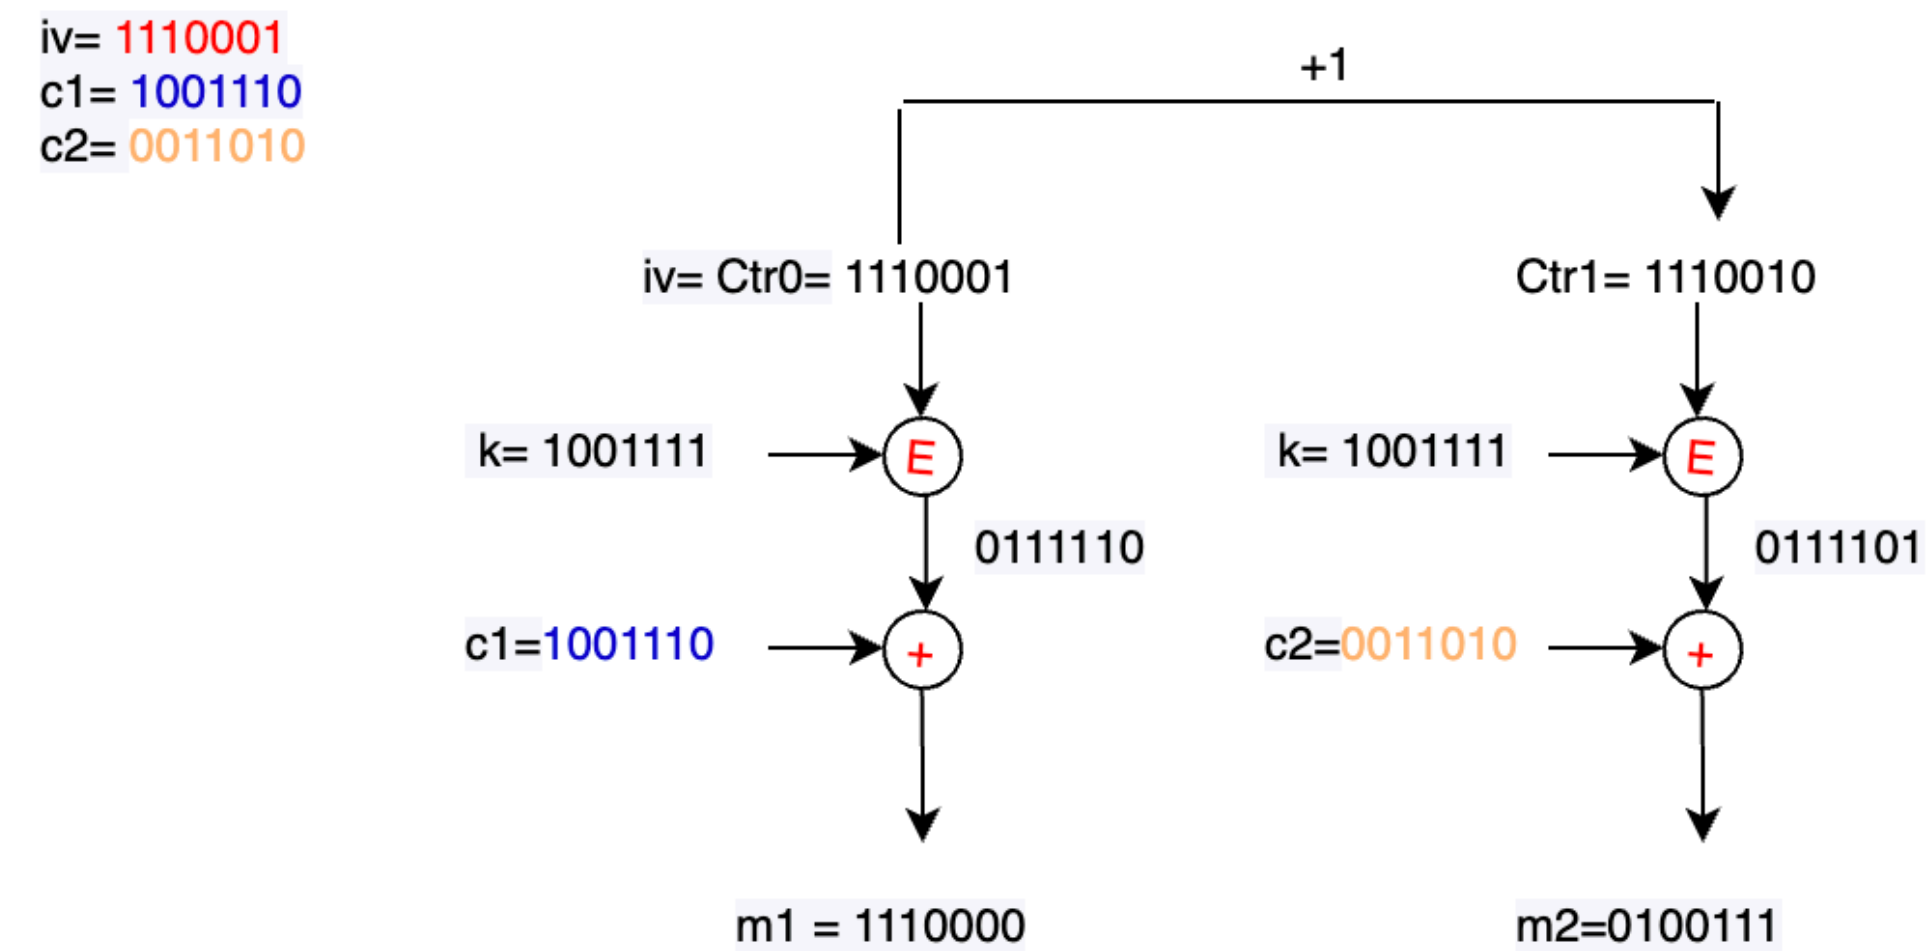 iv= 1110001
c1= 1001110
c2= 0011010
+1
iv= Ctr0= 1110001
Ctr1= 1110010
k= 1001111
E
k= 1001111
E
0111110
0111101
c1=1001110
+
c2=0011010
+
m1 = 1110000
m2=0100111